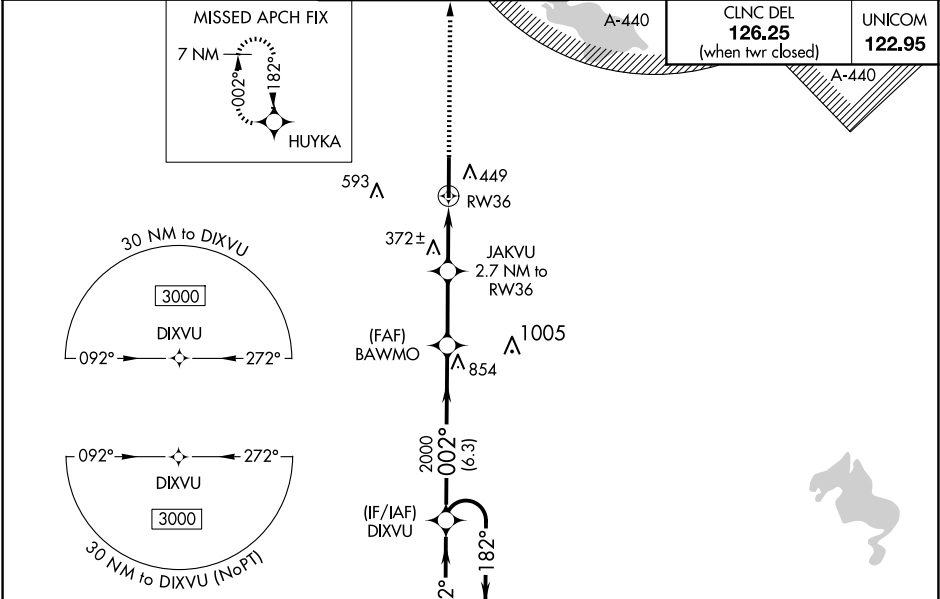 MISSED APCH FIX
7 NM
002°
182°
HUYKA
A-440
CLNC DEL
126.25
(when twr closed)
UNICOM
122.95
A-440
593
449
RW36
372±
JAKVU
2.7 NM to
RW36
30 NM to DIXVU
3000
DIXVU
092°
272°
(FAF)
BAWMO
1005
854
2000
002°
(6.3)
092°
272°
DIXVU
3000
30 NM to DIXVU (NoPT)
(IF/IAF)
DIXVU
182°
2°